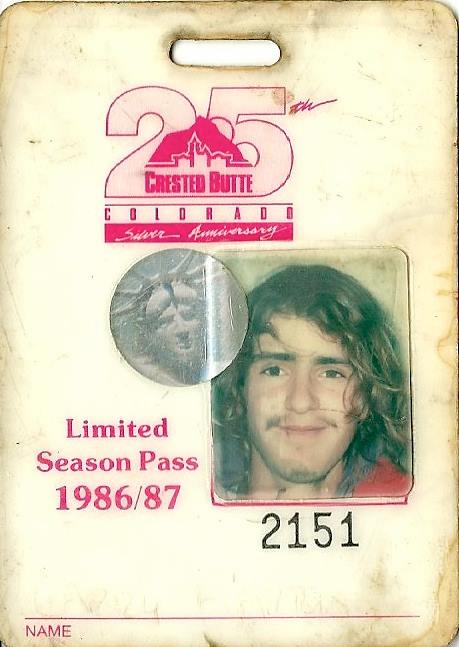 25th
CRESTED BUTTE
COLORADO
Silver Anniversary
Limited
Season Pass
1986/87
2151
NAME